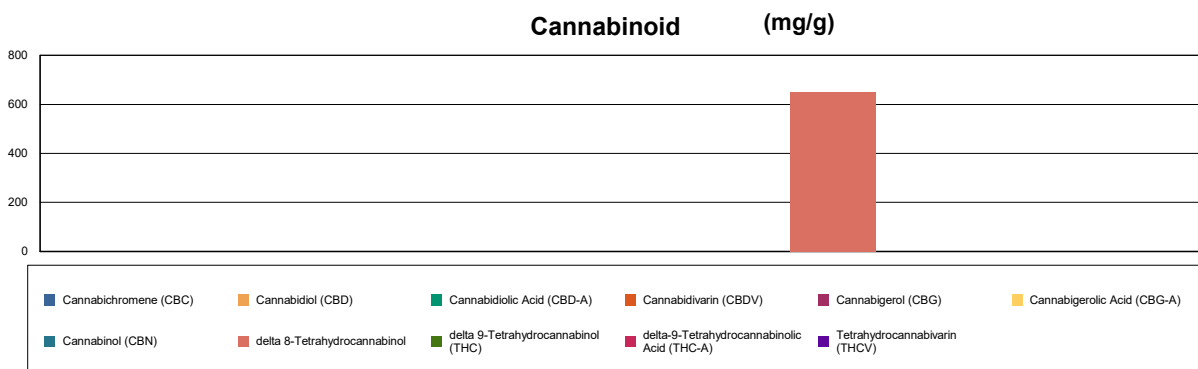 Cannabinoid (mg/g)
800
600
400
200
0
Cannabichromene (CBC)
Cannabidiol (CBD)
Cannabidiolic Acid (CBD-A)
Cannabidivarin (CBDV)
Cannabigerol (CBG)
Cannabigerolic Acid (CBG-A)
Cannabinol (CBN)
delta 8-Tetrahydrocannabinol
delta 9-Tetrahydrocannabinol
(THC)
delta-9-Tetrahydrocannabinolic
Acid (THC-A)
Tetrahydrocannabivarin
(THCV)